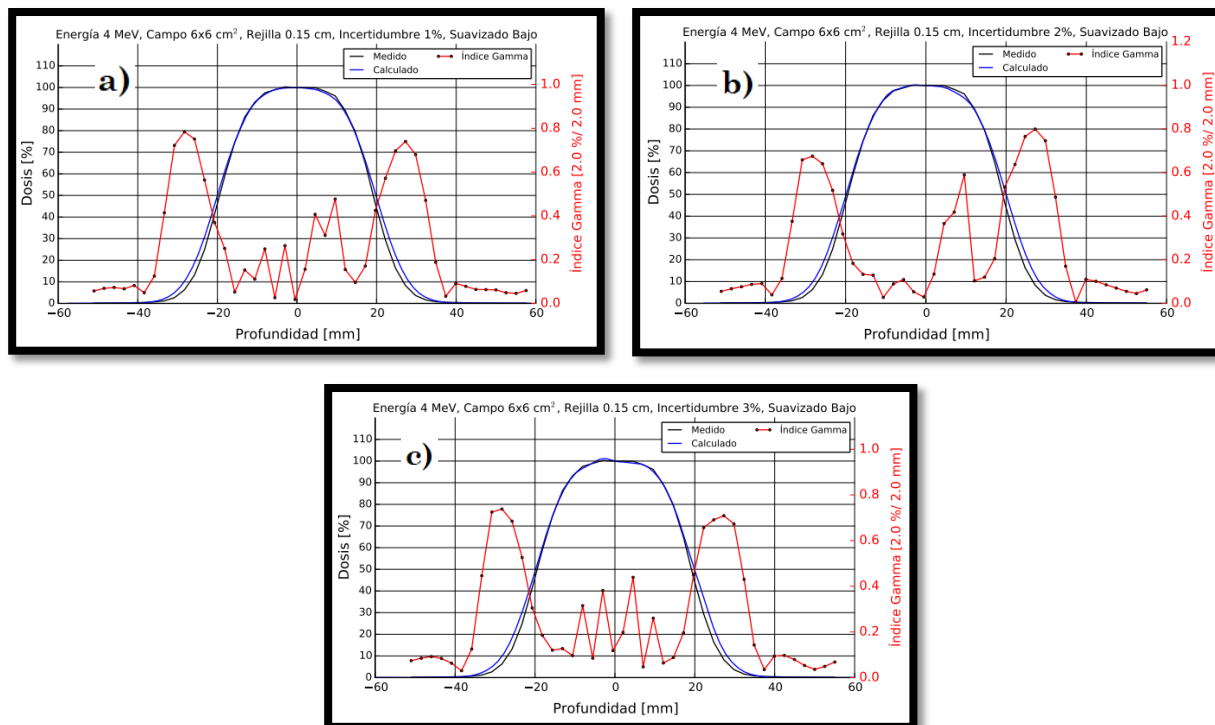 Energía 4 MeV, Campo 6x6 cm², Rejilla 0.15 cm, Incertidumbre 1%, Suavizado Bajo
a)
Medido
Calculado
Índice Gamma
Dosis [%]
110
100
90
80
70
60
50
40
30
20
10
0
1.0
0.8
0.6
0.4
0.2
0.0
Índice Gamma [2.0 %/ 2.0 mm]
−60 −40 −20 0 20 40 60
Profundidad [mm]
Energía 4 MeV, Campo 6x6 cm², Rejilla 0.15 cm, Incertidumbre 2%, Suavizado Bajo
b)
Medido
Calculado
Índice Gamma
Dosis [%]
110
100
90
80
70
60
50
40
30
20
10
0
1.2
1.0
0.8
0.6
0.4
0.2
0.0
Índice Gamma [2.0 %/ 2.0 mm]
−60 −40 −20 0 20 40 60
Profundidad [mm]
Energía 4 MeV, Campo 6x6 cm², Rejilla 0.15 cm, Incertidumbre 3%, Suavizado Bajo
c)
Medido
Calculado
Índice Gamma
Dosis [%]
110
100
90
80
70
60
50
40
30
20
10
0
1.0
0.8
0.6
0.4
0.2
0.0
Índice Gamma [2.0 %/ 2.0 mm]
−60 −40 −20 0 20 40 60
Profundidad [mm]